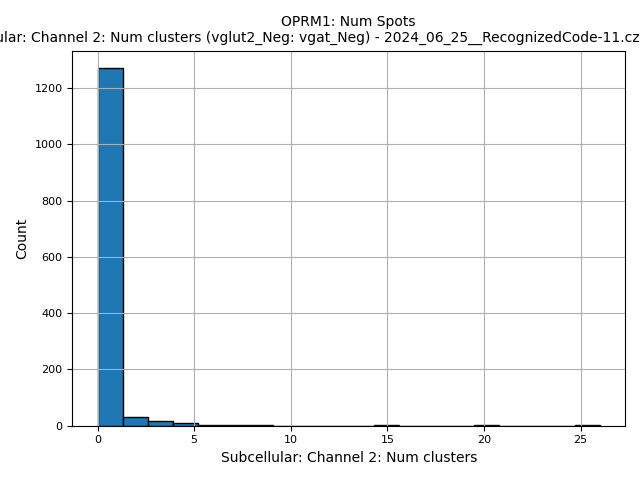 OPRM1: Num Spots
ular: Channel 2: Num clusters (vglut2_Neg: vgat_Neg) - 2024_06_25__RecognizedCode-11.cz
1200
1000
800
600
400
200
0
Count
0 5 10 15 20 25
Subcellular: Channel 2: Num clusters